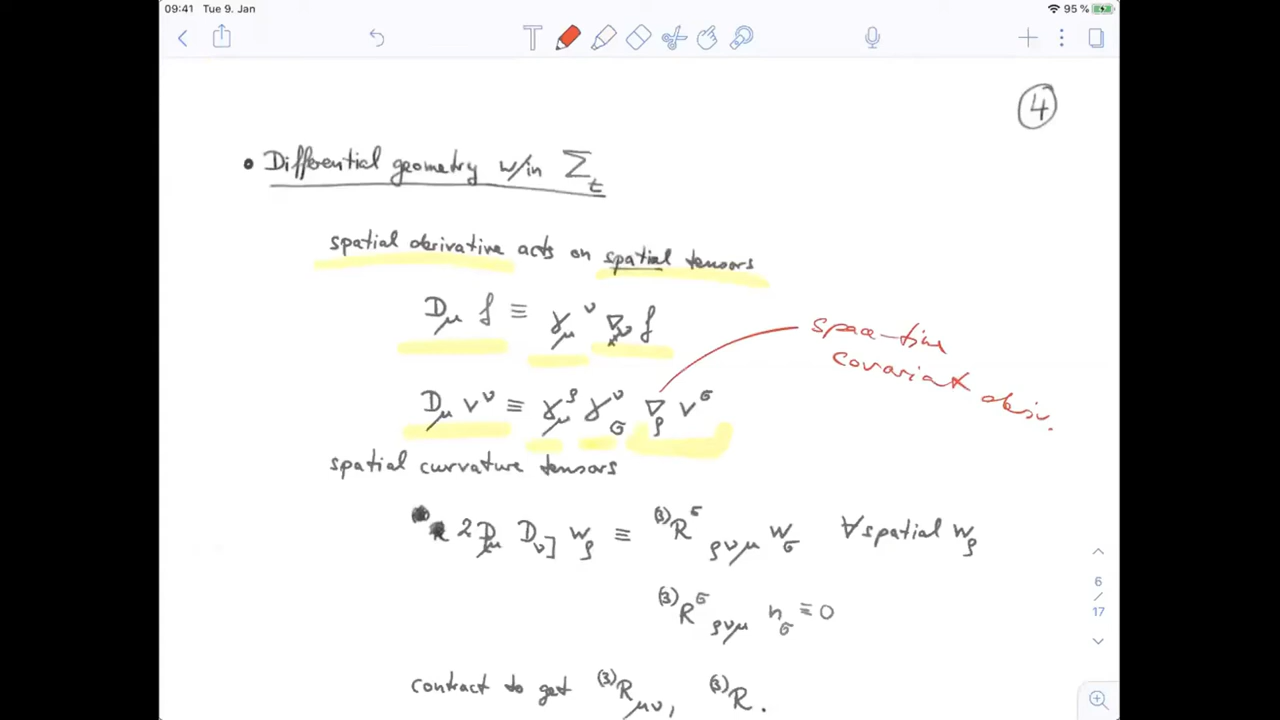 09:41 Tue 9. Jan 95 %
④
• Differential geometry w/in Σ_t
spatial derivative acts on spatial tensors
D_μ f ≡ γ_μ^ν ∇_ν f
space-time
covariant deriv.
D_μ v^ν ≡ γ_μ^ρ γ^ν_σ ∇_ρ v^σ
spatial curvature tensors
2 D_[μ D_ν] w_ρ ≡ ^(3)R^σ_ρνμ w_σ ∀ spatial w_ρ
^(3)R^σ_ρνμ n_σ ≡ 0
contract to get ^(3)R_μν, ^(3)R.
6
/
17